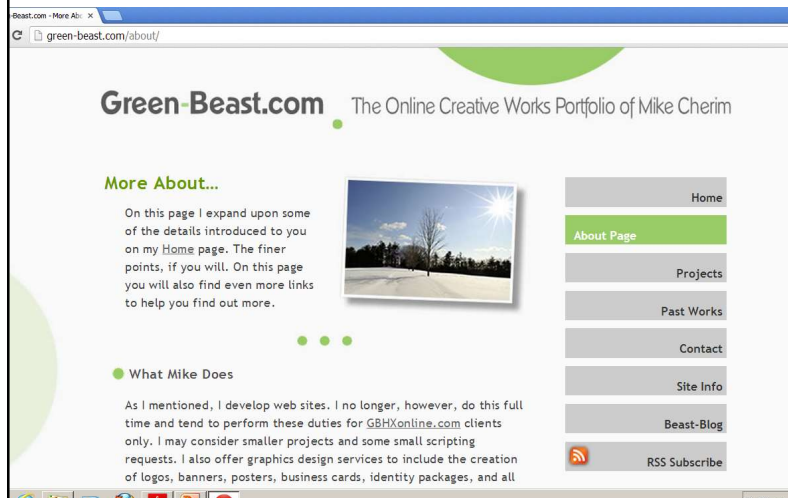 -Beast.com - More Abo
green-beast.com/about/
Green-Beast.com The Online Creative Works Portfolio of Mike Cherim
More About...
On this page I expand upon some
of the details introduced to you
on my Home page. The finer
points, if you will. On this page
you will also find even more links
to help you find out more.
What Mike Does
As I mentioned, I develop web sites. I no longer, however, do this full
time and tend to perform these duties for GBHXonline.com clients
only. I may consider smaller projects and some small scripting
requests. I also offer graphics design services to include the creation
of logos, banners, posters, business cards, identity packages, and all
Home
About Page
Projects
Past Works
Contact
Site Info
Beast-Blog
RSS Subscribe